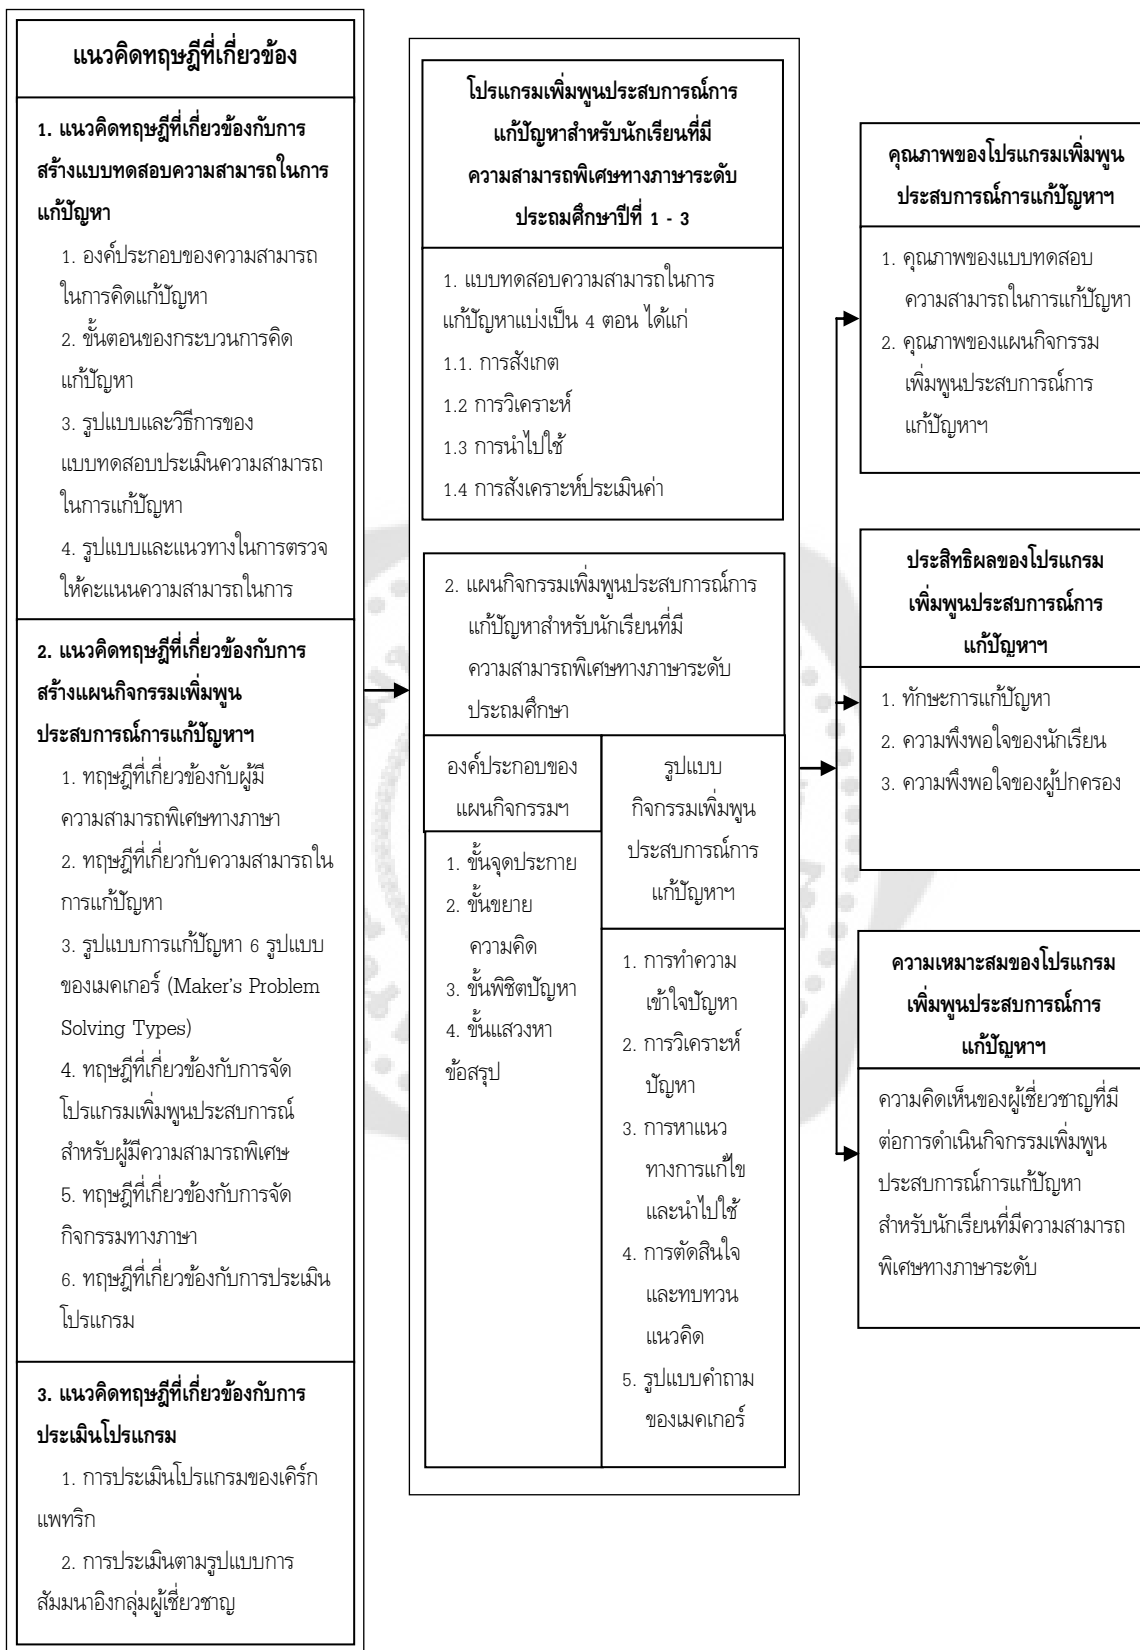 แนวคิดทฤษฎีที่เกี่ยวข้อง
1. แนวคิดทฤษฎีที่เกี่ยวข้องกับการ
สร้างแบบทดสอบความสามารถในการ
แก้ปัญหา
1. องค์ประกอบของความสามารถ
ในการคิดแก้ปัญหา
2. ขั้นตอนของกระบวนการคิด
แก้ปัญหา
3. รูปแบบและวิธีการของ
แบบทดสอบประเมินความสามารถ
ในการแก้ปัญหา
4. รูปแบบและแนวทางในการตรวจ
ให้คะแนนความสามารถในการ
2. แนวคิดทฤษฎีที่เกี่ยวข้องกับการ
สร้างแผนกิจกรรมเพิ่มพูน
ประสบการณ์การแก้ปัญหาฯ
1. ทฤษฎีที่เกี่ยวข้องกับผู้มี
ความสามารถพิเศษทางภาษา
2. ทฤษฎีที่เกี่ยวกับความสามารถใน
การแก้ปัญหา
3. รูปแบบการแก้ปัญหา 6 รูปแบบ
ของเมคเกอร์ (Maker's Problem
Solving Types)
4. ทฤษฎีที่เกี่ยวข้องกับการจัด
โปรแกรมเพิ่มพูนประสบการณ์
สำหรับผู้มีความสามารถพิเศษ
5. ทฤษฎีที่เกี่ยวข้องกับการจัด
กิจกรรมทางภาษา
6. ทฤษฎีที่เกี่ยวข้องกับการประเมิน
โปรแกรม
3. แนวคิดทฤษฎีที่เกี่ยวข้องกับการ
ประเมินโปรแกรม
1. การประเมินโปรแกรมของเคิร์ก
แพทริก
2. การประเมินตามรูปแบบการ
สัมมนาอิงกลุ่มผู้เชี่ยวชาญ
โปรแกรมเพิ่มพูนประสบการณ์การ
แก้ปัญหาสำหรับนักเรียนที่มี
ความสามารถพิเศษทางภาษาระดับ
ประถมศึกษาปีที่ 1 - 3
1. แบบทดสอบความสามารถในการ
แก้ปัญหาแบ่งเป็น 4 ตอน ได้แก่
1.1. การสังเกต
1.2 การวิเคราะห์
1.3 การนำไปใช้
1.4 การสังเคราะห์ประเมินค่า
2. แผนกิจกรรมเพิ่มพูนประสบการณ์การ
แก้ปัญหาสำหรับนักเรียนที่มี
ความสามารถพิเศษทางภาษาระดับ
ประถมศึกษา
องค์ประกอบของ
แผนกิจกรรมฯ
1. ขั้นจุดประกาย
2. ขั้นขยาย
ความคิด
3. ขั้นพิชิตปัญหา
4. ขั้นแสวงหา
ข้อสรุป
รูปแบบ
กิจกรรมเพิ่มพูน
ประสบการณ์การ
แก้ปัญหาฯ
1. การทำความ
เข้าใจปัญหา
2. การวิเคราะห์
ปัญหา
3. การหาแนว
ทางการแก้ไข
และนำไปใช้
4. การตัดสินใจ
และทบทวน
แนวคิด
5. รูปแบบคำถาม
ของเมคเกอร์
คุณภาพของโปรแกรมเพิ่มพูน
ประสบการณ์การแก้ปัญหาฯ
1. คุณภาพของแบบทดสอบ
ความสามารถในการแก้ปัญหา
2. คุณภาพของแผนกิจกรรม
เพิ่มพูนประสบการณ์การ
แก้ปัญหาฯ
ประสิทธิผลของโปรแกรม
เพิ่มพูนประสบการณ์การ
แก้ปัญหาฯ
1. ทักษะการแก้ปัญหา
2. ความพึงพอใจของนักเรียน
3. ความพึงพอใจของผู้ปกครอง
ความเหมาะสมของโปรแกรม
เพิ่มพูนประสบการณ์การ
แก้ปัญหาฯ
ความคิดเห็นของผู้เชี่ยวชาญที่มี
ต่อการดำเนินกิจกรรมเพิ่มพูน
ประสบการณ์การแก้ปัญหา
สำหรับนักเรียนที่มีความสามารถ
พิเศษทางภาษาระดับ